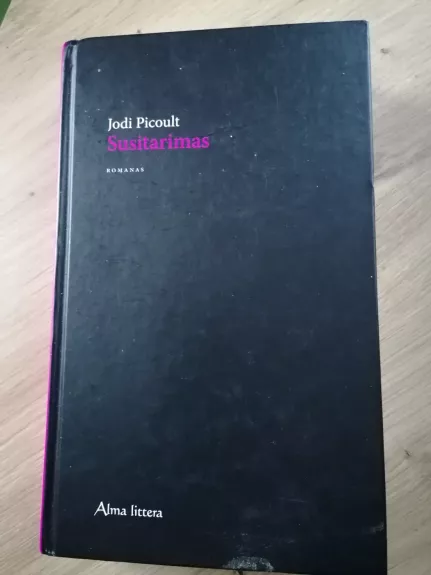 Jodi Picoult
Susitarimas
ROMANAS
Alma littera